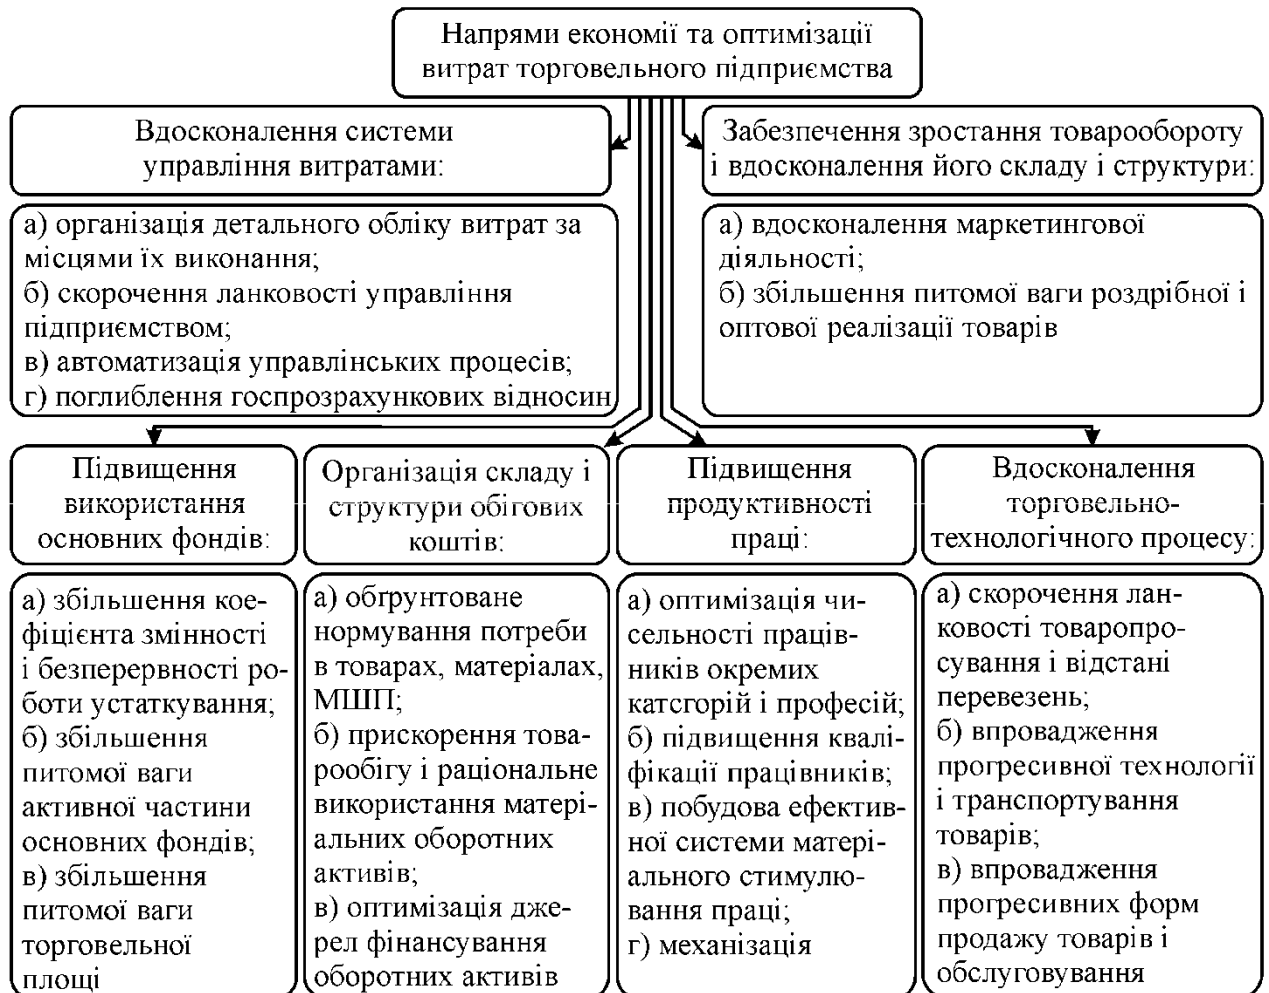 Напрями економії та оптимізації
витрат торговельного підприємства
Вдосконалення системи
управління витратами:
Забезпечення зростання товарообороту
і вдосконалення його складу і структури:
а) організація детального обліку витрат за
місцями їх виконання;
б) скорочення ланковості управління
підприємством;
в) автоматизація управлінських процесів;
г) поглиблення госпрозрахункових відносин
а) вдосконалення маркетингової
діяльності;
б) збільшення питомої ваги роздрібної і
оптової реалізації товарів
Підвищення
використання
основних фондів:
Організація складу і
структури обігових
коштів:
Підвищення
продуктивності
праці:
Вдосконалення
торговельно-
технологічного процесу:
а) збільшення кое-
фіцієнта змінності
і безперервності ро-
боти устаткування;
б) збільшення
питомої ваги
активної частини
основних фондів;
в) збільшення
питомої ваги
торговельної
площі
а) обґрунтоване
нормування потреби
в товарах, матеріалах,
МШП;
б) прискорення това-
рообігу і раціональне
використання матері-
альних оборотних
активів;
в) оптимізація дже-
рел фінансування
оборотних активів
а) оптимізація чи-
сельності праців-
ників окремих
катсгорій і професій;
б) підвищення квалі-
фікації працівників;
в) побудова ефектив-
ної системи матері-
ального стимулю-
вання праці;
г) механізація
а) скорочення лан-
ковості товаропро-
сування і відстані
перевезень;
б) впровадження
прогресивної технології
і транспортування
товарів;
в) впровадження
прогресивних форм
продажу товарів і
обслуговування